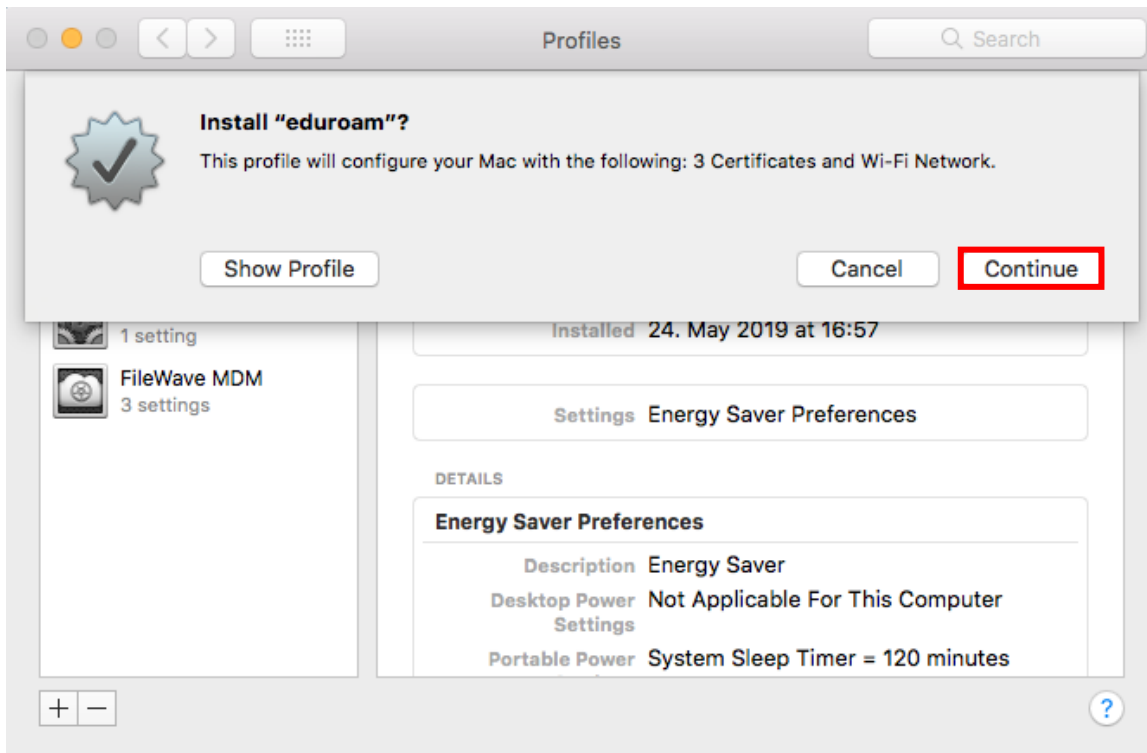 Profiles
Search
Install “eduroam”?
This profile will configure your Mac with the following: 3 Certificates and Wi-Fi Network.
Show Profile
Cancel
Continue
1 setting
FileWave MDM
3 settings
Installed 24. May 2019 at 16:57
Settings Energy Saver Preferences
DETAILS
Energy Saver Preferences
Description Energy Saver
Desktop Power Not Applicable For This Computer
Settings
Portable Power System Sleep Timer = 120 minutes
+ −
?